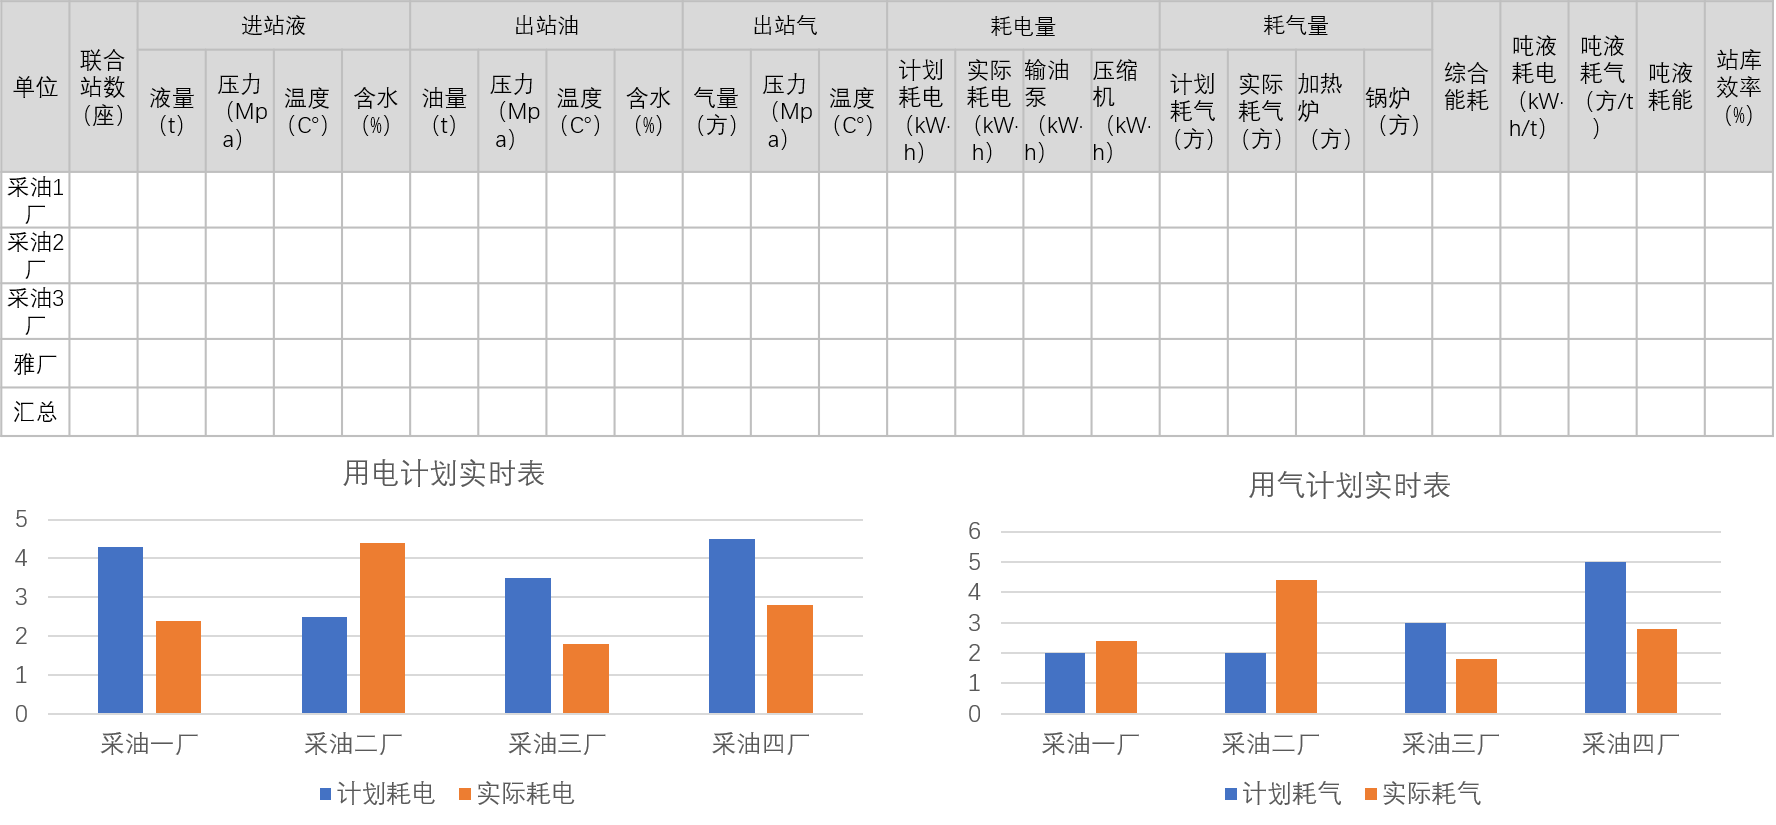 单位
联合
站数
（座）
进站液
出站油
出站气
耗电量
耗气量
综合
能耗
吨液
耗电
（kW·
h/t）
吨液
耗气
（方/t
）
吨液
耗能
站库
效率
（%）
液量
（t）
压力
（Mp
a）
温度
（C°）
含水
（%）
油量
（t）
压力
（Mp
a）
温度
（C°）
含水
（%）
气量
（方）
压力
（Mp
a）
温度
（C°）
计划
耗电
（kW·
h）
实际
耗电
（kW·
h）
输油
泵
（kW·
h）
压缩
机
（kW·
h）
计划
耗气
（方）
实际
耗气
（方）
加热
炉
（方）
锅炉
（方）
采油1
厂
采油2
厂
采油3
厂
雅厂
汇总
用电计划实时表
5
4
3
2
1
0
采油一厂 采油二厂 采油三厂 采油四厂
计划耗电 实际耗电
用气计划实时表
6
5
4
3
2
1
0
采油一厂 采油二厂 采油三厂 采油四厂
计划耗气 实际耗气